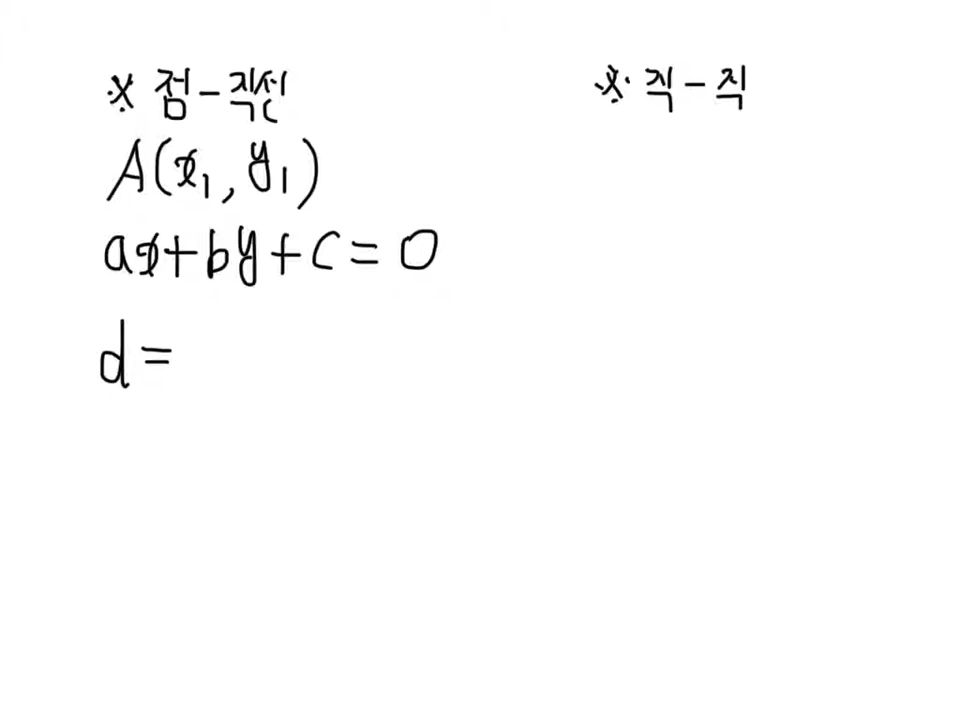 ※ 점-직선
A(x₁, y₁)
ax+by+c=0
d=
※ 직-직